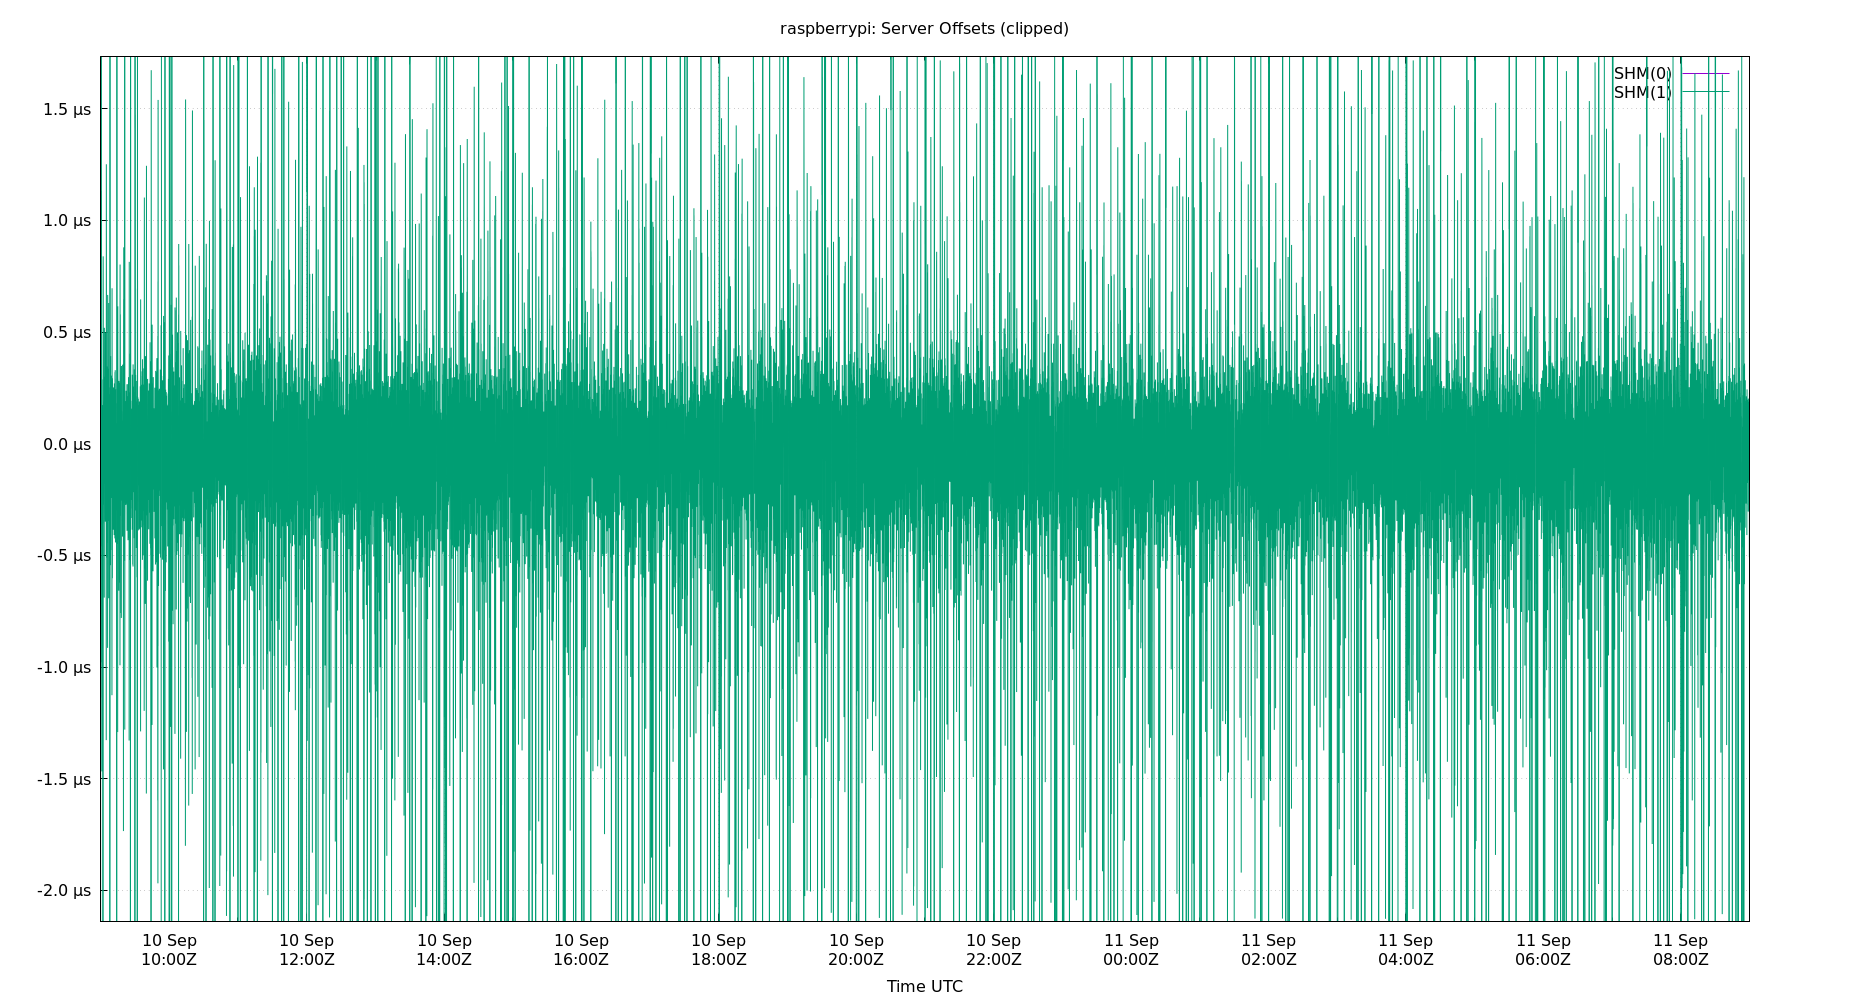 raspberrypi: Server Offsets (clipped)
SHM(0)
SHM(1)
1.5 µs
1.0 µs
0.5 µs
0.0 µs
-0.5 µs
-1.0 µs
-1.5 µs
-2.0 µs
10 Sep 10 Sep 10 Sep 10 Sep 10 Sep 10 Sep 10 Sep 11 Sep 11 Sep 11 Sep 11 Sep 11 Sep
10:00Z 12:00Z 14:00Z 16:00Z 18:00Z 20:00Z 22:00Z 00:00Z 02:00Z 04:00Z 06:00Z 08:00Z
Time UTC